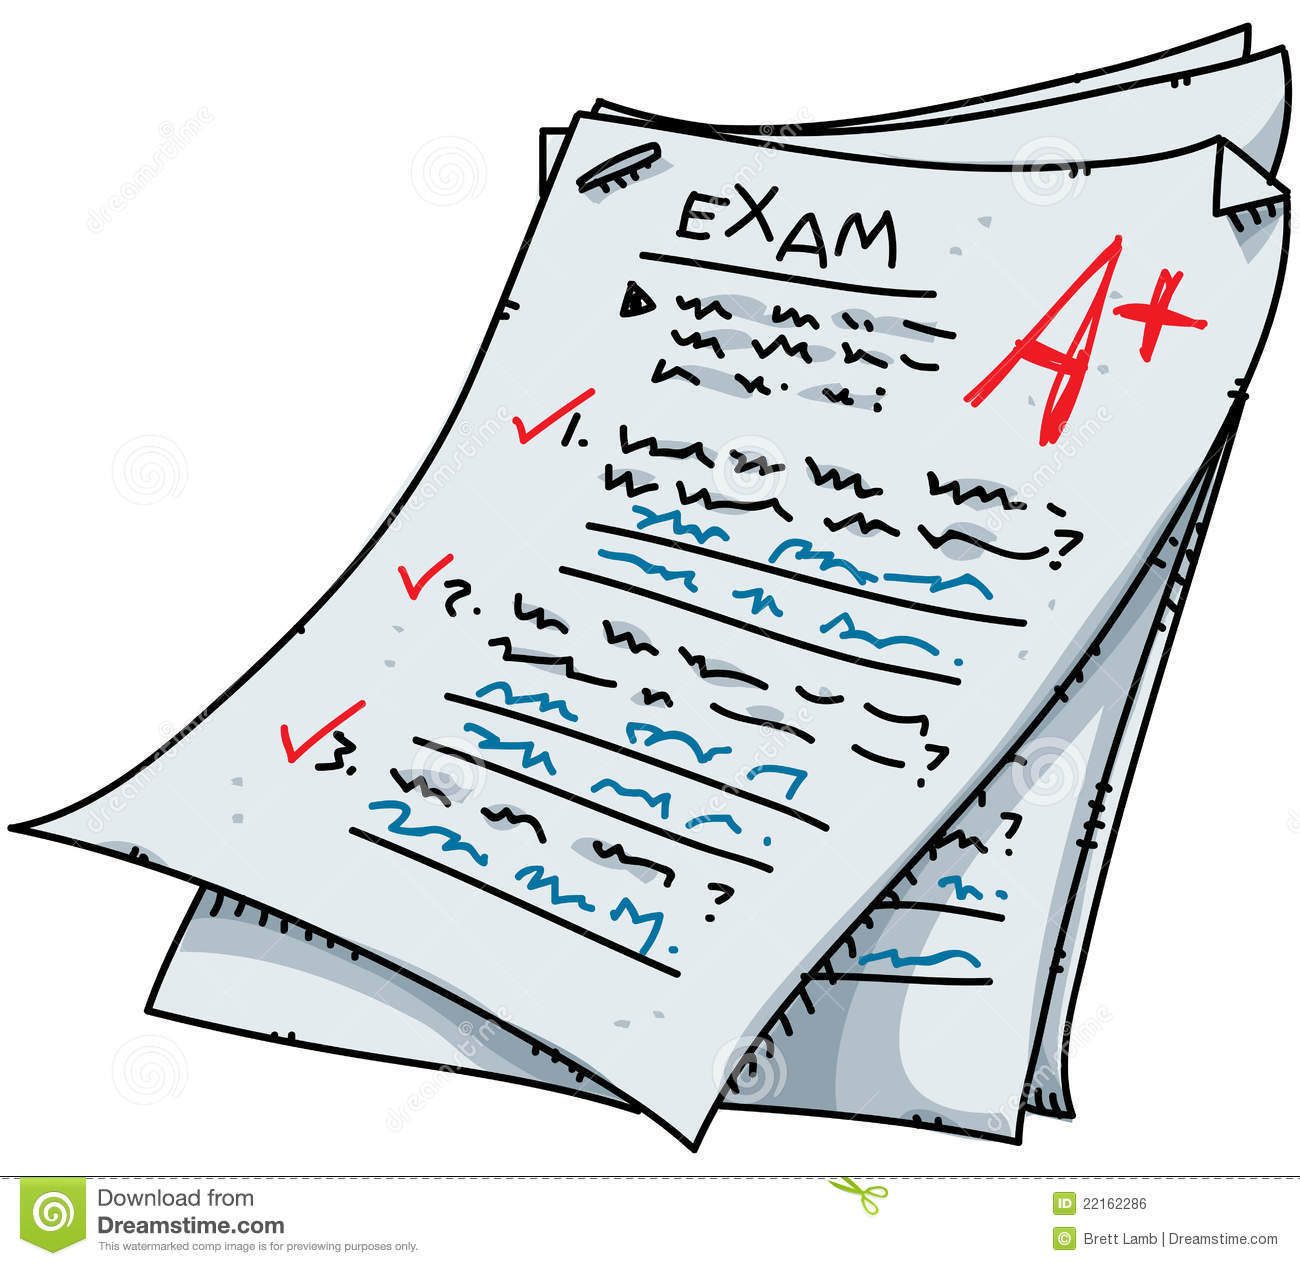 EXAM
A+
1.
?
2.
?
3.
?
?
Download from
Dreamstime.com
This watermarked comp image is for previewing purposes only.
ID 22162286
© Brett Lamb | Dreamstime.com